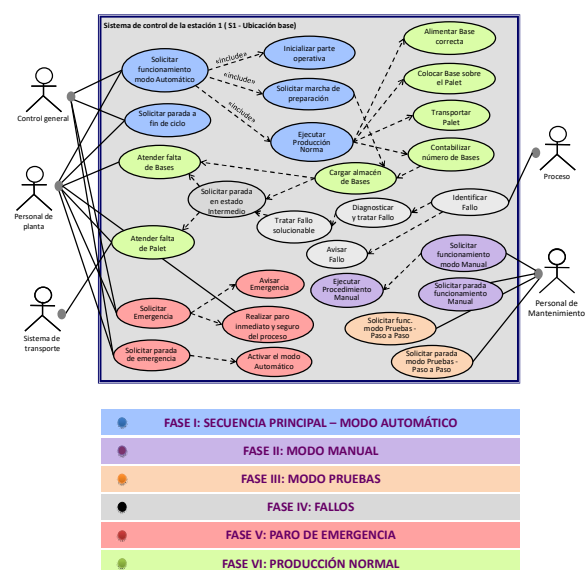 Sistema de control de la estación 1 ( S1 - Ubicación base)
Solicitar
funcionamiento
modo Automático
«include»
Inicializar parte
operativa
Alimentar Base
correcta
«include»
Solicitar marcha de
preparación
Colocar Base sobre
el Palet
Control general
Solicitar parada a
fin de ciclo
«include»
Ejecutar
Producción
Norma
Transportar
Palet
Contabilizar
número de Bases
Atender falta
de Bases
Cargar almacén
de Bases
Proceso
Personal de
planta
Solicitar parada
en estado
Intermedio
Tratar Fallo
solucionable
Diagnosticar
y tratar Fallo
Identificar
Fallo
Atender falta
de Palet
Avisar
Fallo
Solicitar
funcionamiento
modo Manual
Avisar
Emergencia
Ejecutar
Procedimiento
Manual
Solicitar parada
funcionamiento
Manual
Personal de
Mantenimiento
Solicitar
Emergencia
Realizar paro
inmediato y seguro
del proceso
Solicitar func.
modo Pruebas -
Paso a Paso
Sistema de
transporte
Solicitar parada
de emergencia
Activar el modo
Automático
Solicitar parada
modo Pruebas -
Paso a Paso
FASE I: SECUENCIA PRINCIPAL – MODO AUTOMÁTICO
FASE II: MODO MANUAL
FASE III: MODO PRUEBAS
FASE IV: FALLOS
FASE V: PARO DE EMERGENCIA
FASE VI: PRODUCCIÓN NORMAL